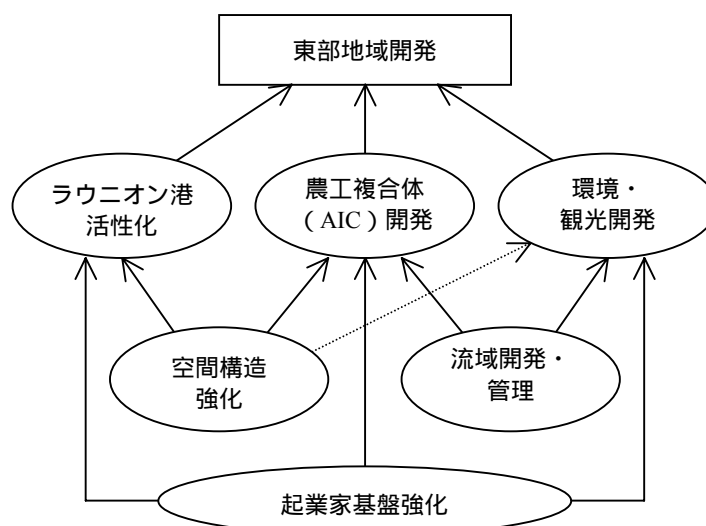 東部地域開発
ラウニオン港
活性化
農工複合体
（AIC）開発
環境・
観光開発
空間構造
強化
流域開発・
管理
起業家基盤強化